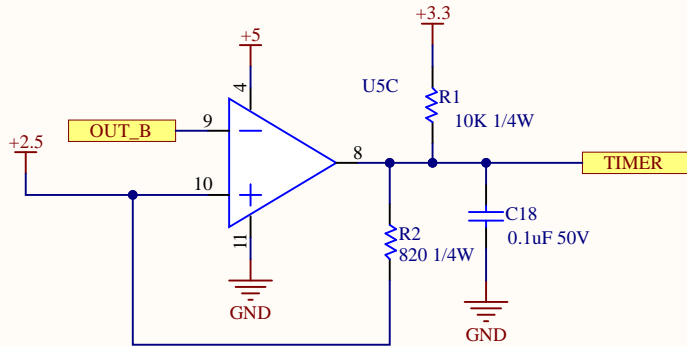 +3.3
+5
U5C
R1
10K 1/4W
4
OUT_B
9
+2.5
8
TIMER
10
C18
0.1uF 50V
R2
820 1/4W
11
GND
GND